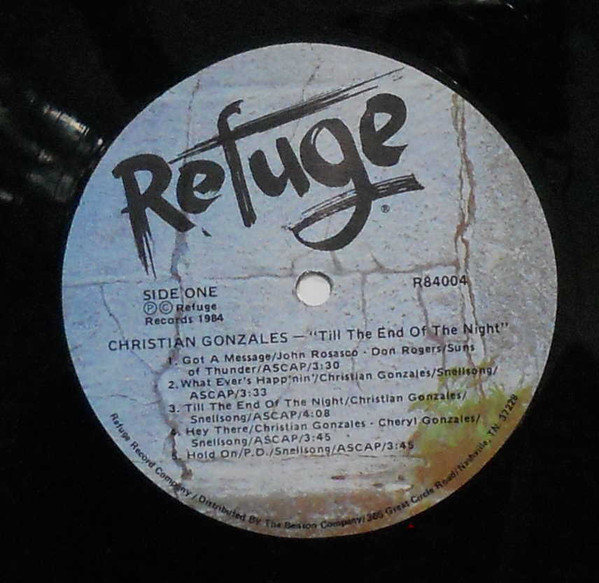 Refuge
®
SIDE ONE
R84004
ⓅⒸ Refuge
Records 1984
CHRISTIAN GONZALES — "Till The End Of The Night"
1. Got A Message/John Rosasco - Don Rogers/Suns
of Thunder/ASCAP/3:30
2. What Ever's Happ'nin'/Christian Gonzales/Snellsong/
ASCAP/3:33
3. Till The End Of The Night/Christian Gonzales/
Snellsong/ASCAP/4:08
4. Hey There/Christian Gonzales - Cheryl Gonzales/
Snellsong/ASCAP/3:45
5. Hold On/P.D./Snellsong/ASCAP/3:45
Refuge Record Company / Distributed By The Benson Company/365 Great Circle Road/Nashville, TN. 37228